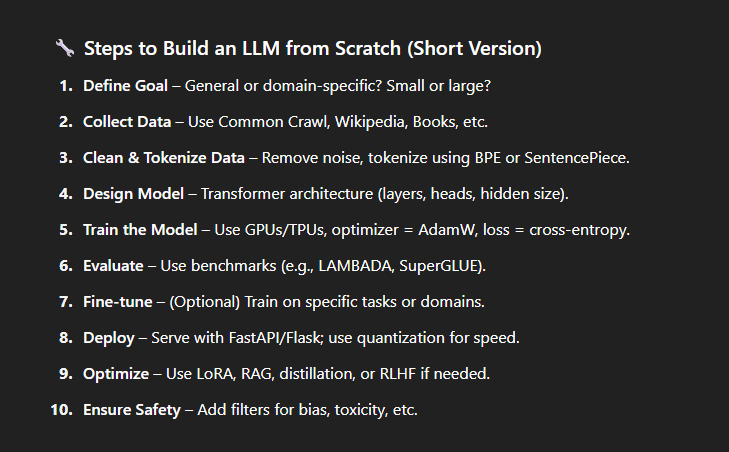 🔧 Steps to Build an LLM from Scratch (Short Version)
1. Define Goal – General or domain-specific? Small or large?
2. Collect Data – Use Common Crawl, Wikipedia, Books, etc.
3. Clean & Tokenize Data – Remove noise, tokenize using BPE or SentencePiece.
4. Design Model – Transformer architecture (layers, heads, hidden size).
5. Train the Model – Use GPUs/TPUs, optimizer = AdamW, loss = cross-entropy.
6. Evaluate – Use benchmarks (e.g., LAMBADA, SuperGLUE).
7. Fine-tune – (Optional) Train on specific tasks or domains.
8. Deploy – Serve with FastAPI/Flask; use quantization for speed.
9. Optimize – Use LoRA, RAG, distillation, or RLHF if needed.
10. Ensure Safety – Add filters for bias, toxicity, etc.